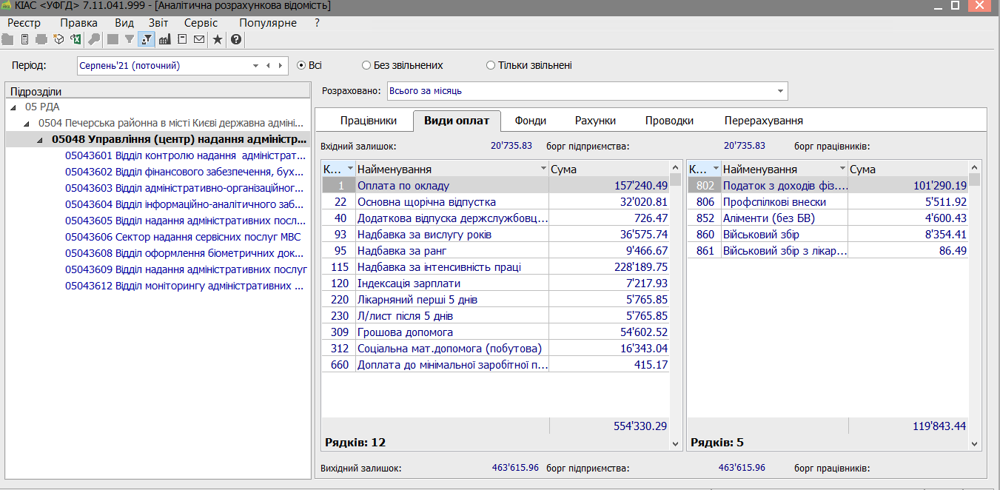 КІАС <УФГД> 7.11.041.999 - [Аналітична розрахункова відомість]
Реєстр Правка Вид Звіт Сервіс Популярне ?
Період: Серпень'21 (поточний) Всі Без звільнених Тільки звільнені
Підрозділи
05 РДА
0504 Печерська районна в місті Києві державна адміні...
05048 Управління (центр) надання адміністр...
05043601 Відділ контролю надання адміністрат...
05043602 Відділ фінансового забезпечення, бух...
05043603 Відділ адміністративно-організаційног...
05043604 Відділ інформаційно-аналітичного заб...
05043605 Відділ надання адміністративних посл...
05043606 Сектор надання сервісних послуг МВС
05043608 Відділ оформлення біометричних док...
05043609 Відділ надання адміністративних послуг
05043612 Відділ моніторингу адміністративних ...
Розраховано: Всього за місяць
Працівники Види оплат Фонди Рахунки Проводки Перерахування
Вхідний залишок: 20'735.83 борг підприємства: 20'735.83 борг працівників:
К... Найменування Сума
1 Оплата по окладу 157'240.49
22 Основна щорічна відпустка 32'020.81
40 Додаткова відпуска держслужбовц... 726.47
93 Надбавка за вислугу років 36'575.74
95 Надбавка за ранг 9'466.67
115 Надбавка за інтенсивність праці 228'189.75
120 Індексація зарплати 7'217.93
220 Лікарняний перші 5 днів 5'765.85
230 Л/лист після 5 днів 5'765.85
309 Грошова допомога 54'602.52
312 Соціальна мат.допомога (побутова) 16'343.04
660 Доплата до мінімальної заробітної п... 415.17
554'330.29
Рядків: 12
К... Найменування Сума
802 Податок з доходів фіз.... 101'290.19
806 Профспілкові внески 5'511.92
852 Аліменти (без БВ) 4'600.43
860 Військовий збір 8'354.41
861 Військовий збір з лікар... 86.49
119'843.44
Рядків: 5
Вихідний залишок: 463'615.96 борг підприємства: 463'615.96 борг працівників: